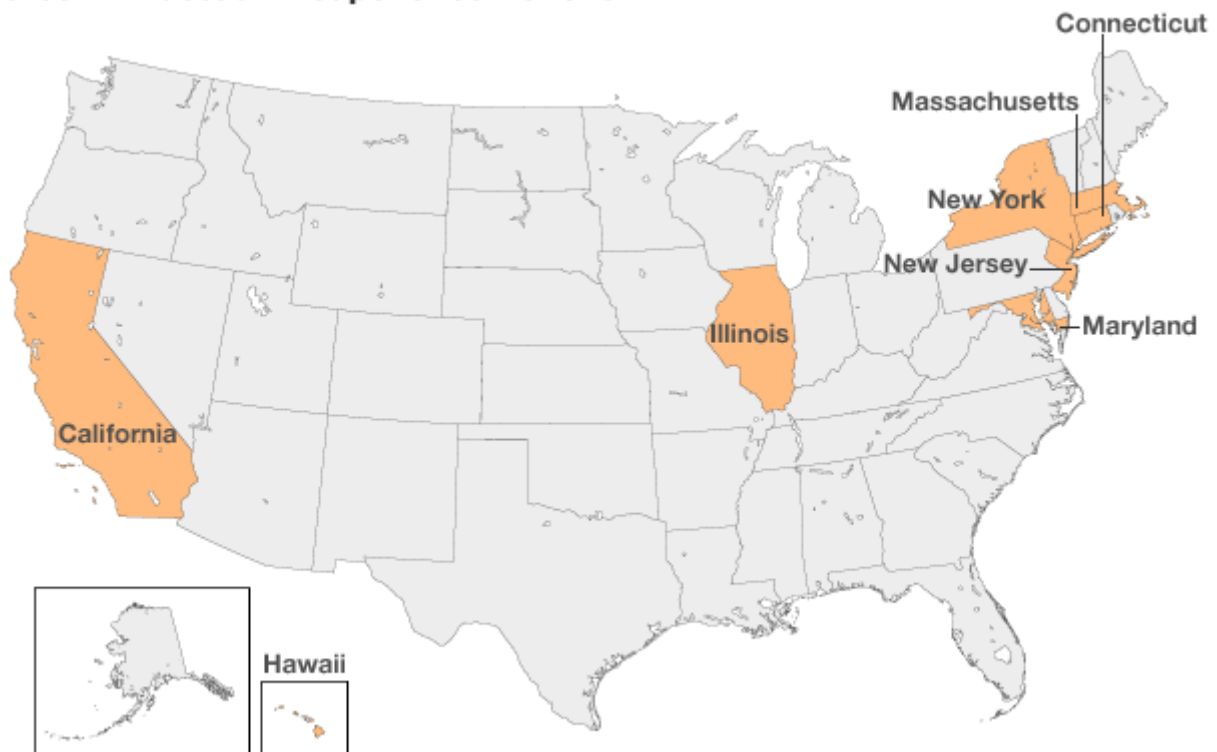 Connecticut
Massachusetts
New York
New Jersey
Maryland
Illinois
California
Hawaii